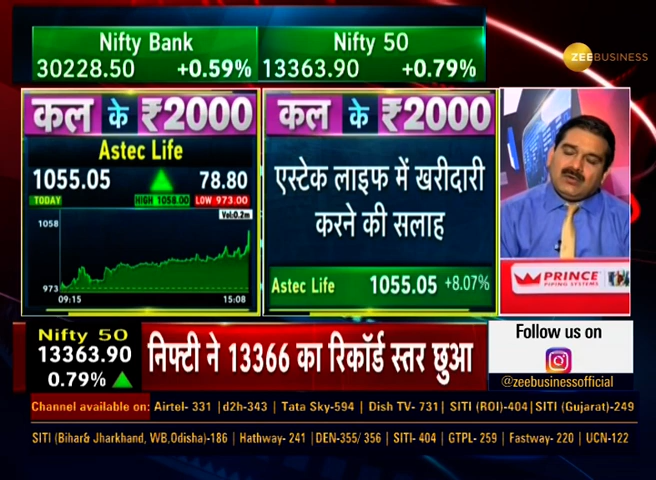 Nifty Bank
30228.50 +0.59%
Nifty 50
13363.90 +0.79%
ZEEBUSINESS
कल के ₹2000
Astec Life
1055.05 78.80
TODAY HIGH 1058.00 LOW 973.00
Vol:0.2m
1058
973
09:15 15:08
कल के ₹2000
एस्टेक लाइफ में खरीदारी
करने की सलाह
Astec Life 1055.05 +8.07%
PRINCE
PIPING SYSTEMS
Nifty 50
13363.90
0.79%
निफ्टी ने 13366 का रिकॉर्ड स्तर छुआ
Follow us on
@zeebusinessofficial
Channel available on: Airtel- 331 | d2h-343 | Tata Sky-594 | Dish TV- 731 | SITI (ROI)-404 | SITI (Gujarat)-249
SITI (Bihar& Jharkhand, WB,Odisha)-186 | Hathway- 241 | DEN-355/ 356 | SITI- 404 | GTPL- 259 | Fastway- 220 | UCN-122